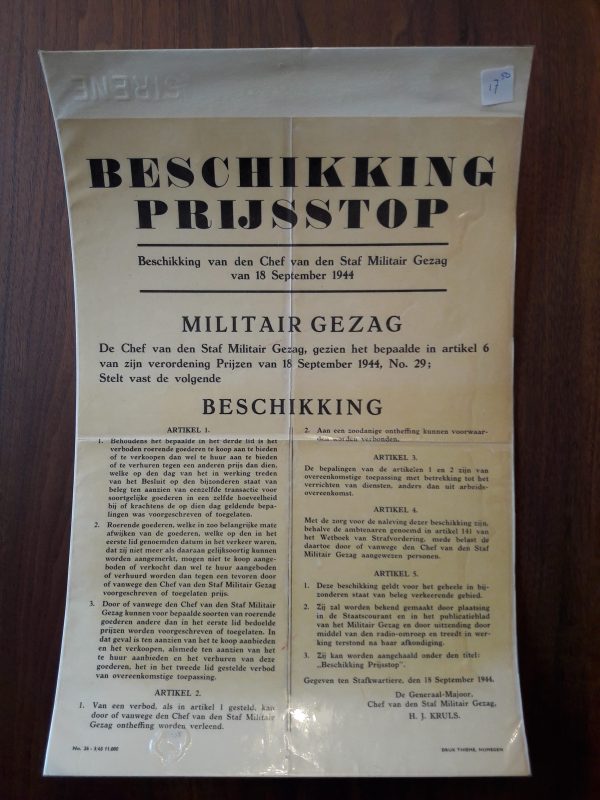 SIRENE
17 50
BESCHIKKING
PRIJSSTOP
Beschikking van den Chef van den Staf Militair Gezag
van 18 September 1944
MILITAIR GEZAG
De Chef van den Staf Militair Gezag, gezien het bepaalde in artikel 6
van zijn verordening Prijzen van 18 September 1944, No. 29;
Stelt vast de volgende
BESCHIKKING
ARTIKEL 1.
1. Behoudens het bepaalde in het derde lid is het
verboden roerende goederen te koop aan te bieden
of te verkoopen dan wel te huur aan te bieden
of te verhuren tegen een anderen prijs dan dien,
welke op den dag van het in werking treden
van het Besluit op den bijzonderen staat van
beleg ten aanzien van eenzelfde transactie voor
soortgelijke goederen in een zelfde hoeveelheid
bij of krachtens de op dien dag geldende bepa-
lingen was voorgeschreven of toegelaten.
2. Roerende goederen, welke in zoo belangrijke mate
afwijken van de goederen, welke op den in het
eerste lid genoemden datum in het verkeer waren,
dat zij niet meer als daaraan gelijksoortig kunnen
worden aangemerkt, mogen niet te koop aange-
boden of verkocht dan wel te huur aangeboden
of verhuurd worden dan tegen een tevoren door
of vanwege den Chef van den Staf Militair Gezag
voorgeschreven of toegelaten prijs.
3. Door of vanwege den Chef van den Staf Militair
Gezag kunnen voor bepaalde soorten van roerende
goederen andere dan in het eerste lid bedoelde
prijzen worden voorgeschreven of toegelaten. In
dat geval is ten aanzien van het te koop aanbieden
en het verkoopen, alsmede ten aanzien van het
te huur aanbieden en het verhuren van deze
goederen, het in het tweede lid gestelde verbod
van overeenkomstige toepassing.
ARTIKEL 2.
1. Van een verbod, als in artikel 1 gesteld, kan
door of vanwege den Chef van den Staf Militair
Gezag ontheffing worden verleend.
2. Aan een zoodanige ontheffing kunnen voorwaar-
den worden verbonden.
ARTIKEL 3.
De bepalingen van de artikelen 1 en 2 zijn van
overeenkomstige toepassing met betrekking tot het
verrichten van diensten, anders dan uit arbeids-
overeenkomst.
ARTIKEL 4.
Met de zorg voor de naleving dezer beschikking zijn,
behalve de ambtenaren genoemd in artikel 141 van
het Wetboek van Strafvordering, mede belast de
daartoe door of vanwege den Chef van den Staf
Militair Gezag aangewezen personen.
ARTIKEL 5.
1. Deze beschikking geldt voor het geheele in bij-
zonderen staat van beleg verkeerende gebied.
2. Zij zal worden bekend gemaakt door plaatsing
in de Staatscourant en in het publicatieblad
van het Militair Gezag en door uitzending door
middel van den radio-omroep en treedt in wer-
king terstond na haar afkondiging.
3. Zij kan worden aangehaald onder den titel:
„Beschikking Prijsstop".
Gegeven ten Stafkwartiere, den 18 September 1944.
De Generaal-Majoor,
Chef van den Staf Militair Gezag,
H. J. KRULS.
No. 26 - 3/45 11.000
DRUK THIEME, NIJMEGEN